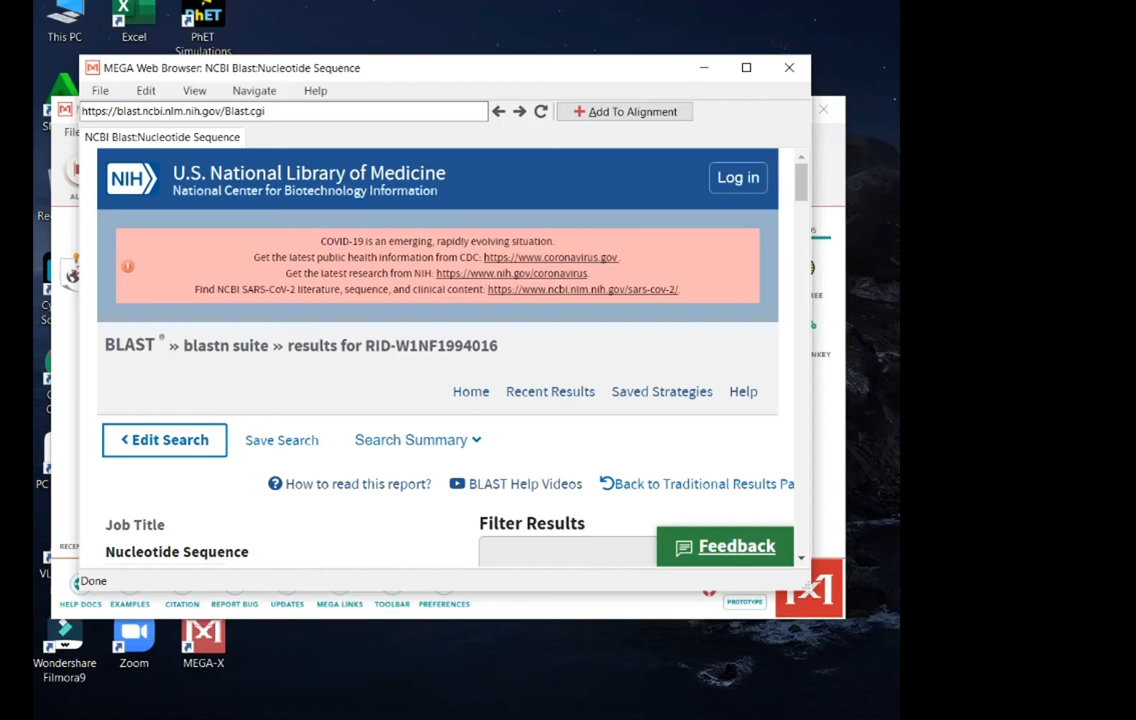 This PC
Excel
PhET
PhET
Simulations
MEGA Web Browser: NCBI Blast:Nucleotide Sequence
File Edit View Navigate Help
https://blast.ncbi.nlm.nih.gov/Blast.cgi
Add To Alignment
NCBI Blast:Nucleotide Sequence
NIH
U.S. National Library of Medicine
National Center for Biotechnology Information
Log in
COVID-19 is an emerging, rapidly evolving situation.
Get the latest public health information from CDC: https://www.coronavirus.gov.
Get the latest research from NIH: https://www.nih.gov/coronavirus.
Find NCBI SARS-CoV-2 literature, sequence, and clinical content: https://www.ncbi.nlm.nih.gov/sars-cov-2/.
BLAST ® » blastn suite » results for RID-W1NF1994016
Home Recent Results Saved Strategies Help
< Edit Search Save Search Search Summary
How to read this report? BLAST Help Videos Back to Traditional Results Pa
Job Title
Nucleotide Sequence
Filter Results
Feedback
Done
HELP DOCS EXAMPLES CITATION REPORT BUG UPDATES MEGA LINKS TOOLBAR PREFERENCES
PROTOTYPE
Wondershare
Filmora9
Zoom
MEGA-X